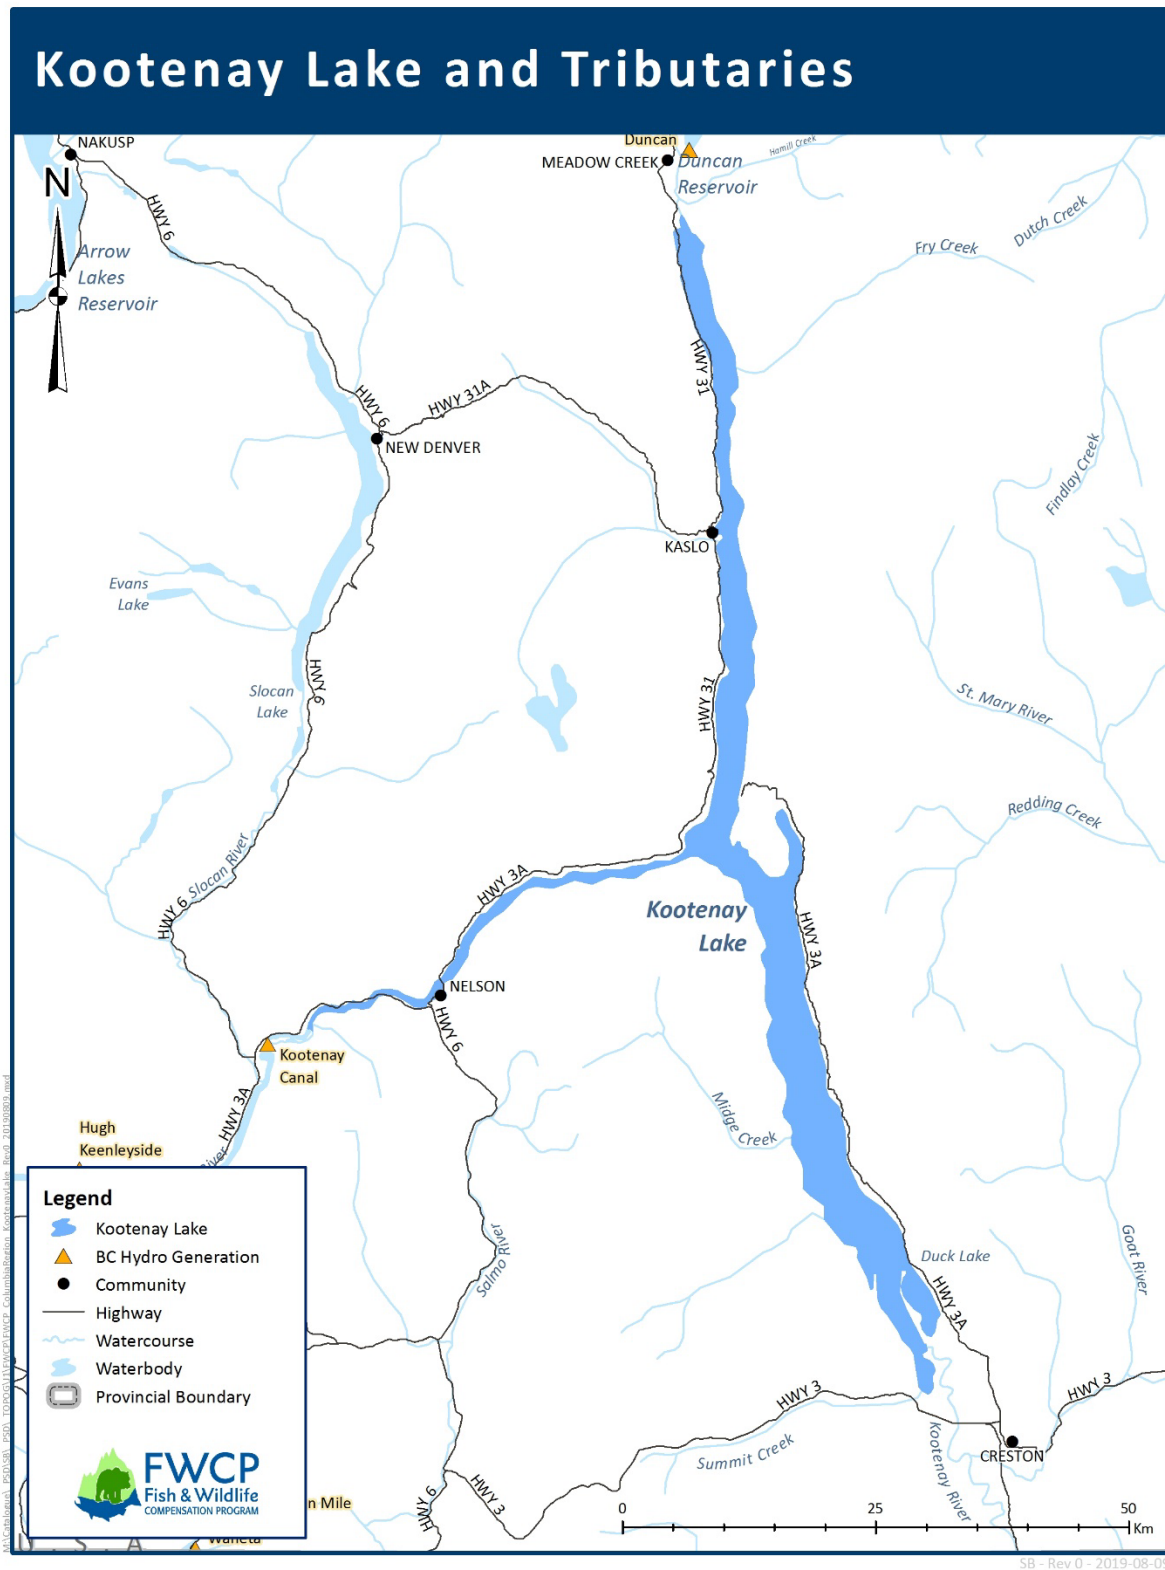 Kootenay Lake and Tributaries
NAKUSP
Duncan
MEADOW CREEK
Duncan
Reservoir
Hamill Creek
N
HWY 6
Arrow
Lakes
Reservoir
Fry Creek
Dutch Creek
HWY 31
HWY 6
HWY 31A
NEW DENVER
Findlay Creek
KASLO
Evans
Lake
HWY 6
Slocan
Lake
HWY 31
St. Mary River
Redding Creek
Slocan River
HWY 6
HWY 3A
Kootenay
Lake
HWY 3A
NELSON
HWY 6
Kootenay
Canal
HWY 3A
Midge Creek
Hugh
Keenleyside
River
Salmo River
Duck Lake
Goat River
HWY 3A
Legend
Kootenay Lake
BC Hydro Generation
Community
Highway
Watercourse
Waterbody
Provincial Boundary
FWCP
Fish & Wildlife
COMPENSATION PROGRAM
HWY 3
HWY 3
Summit Creek
CRESTON
Kootenay River
HWY 6
HWY 3
n Mile
Waneta
U . S . A
0 25 50
Km
SB - Rev 0 - 2019-08-09